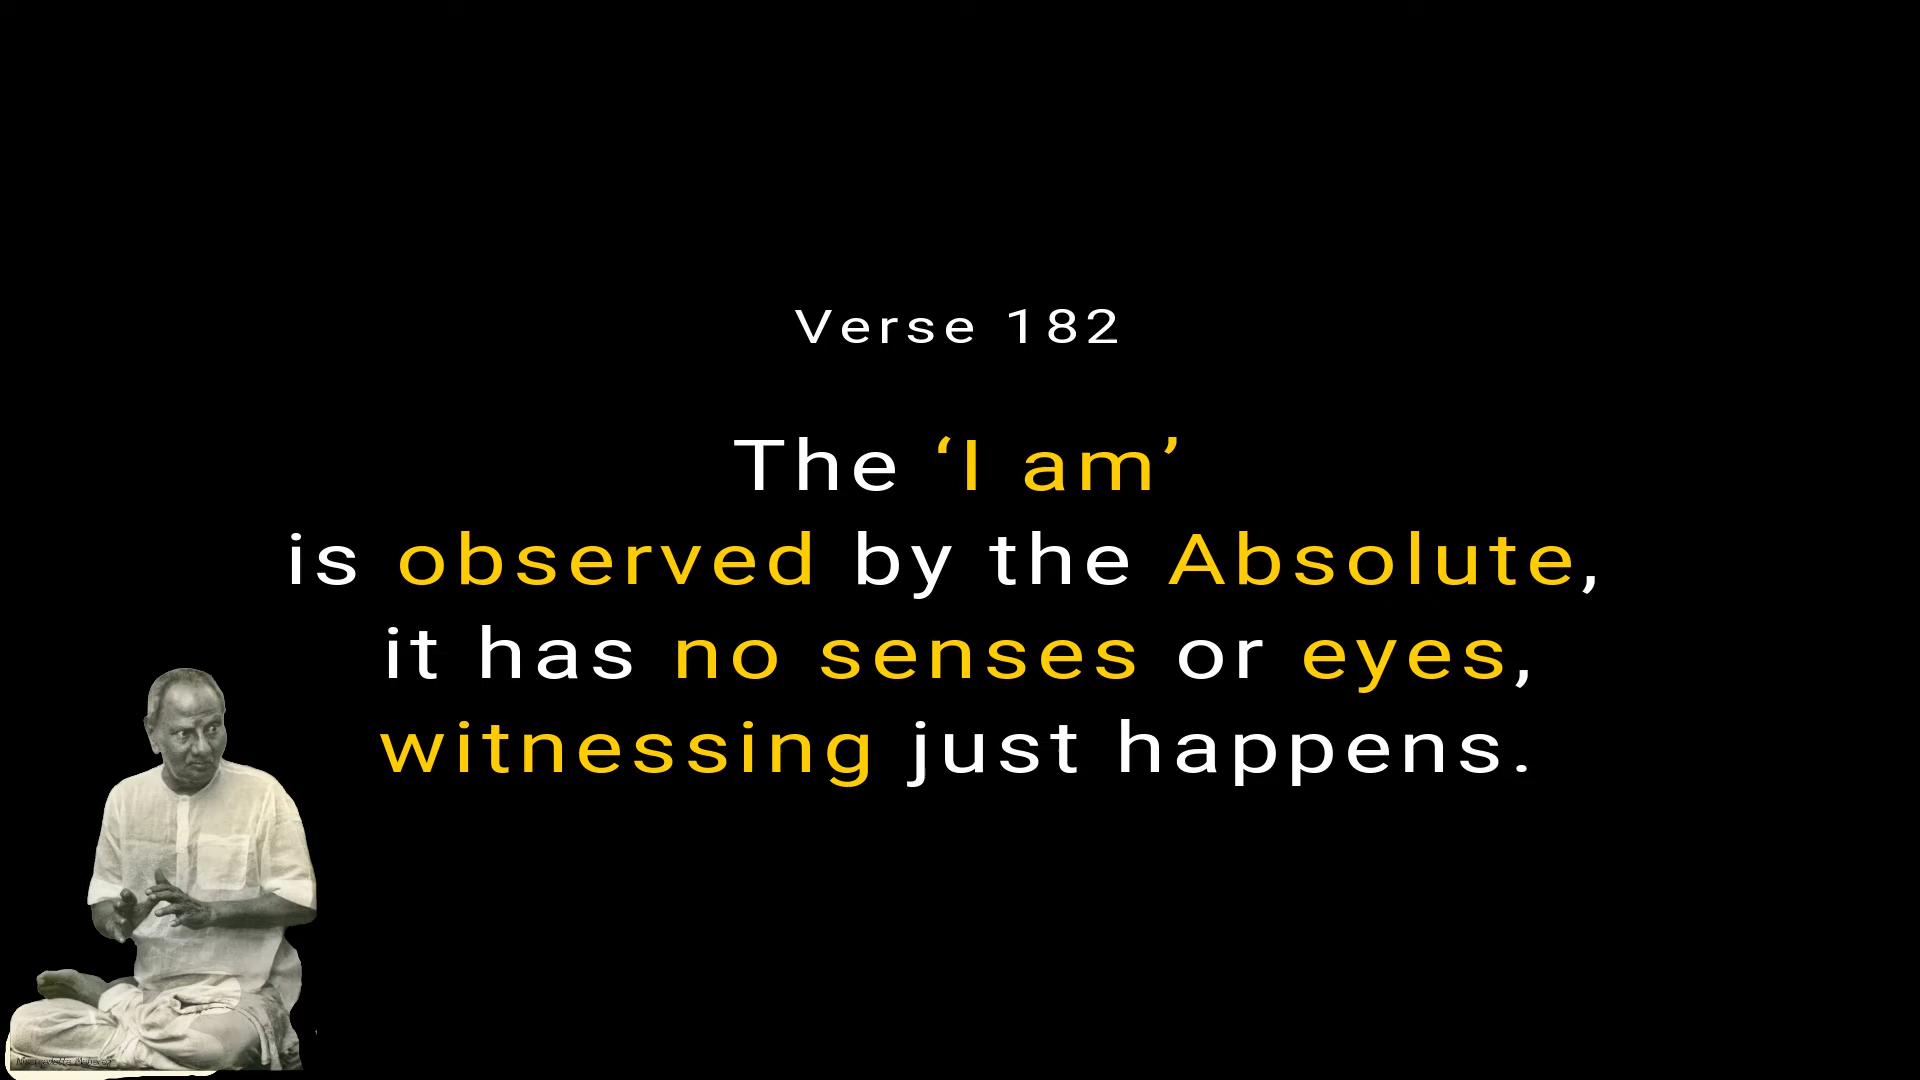 Verse 182
The ‘I am’
is observed by the Absolute,
it has no senses or eyes,
witnessing just happens.